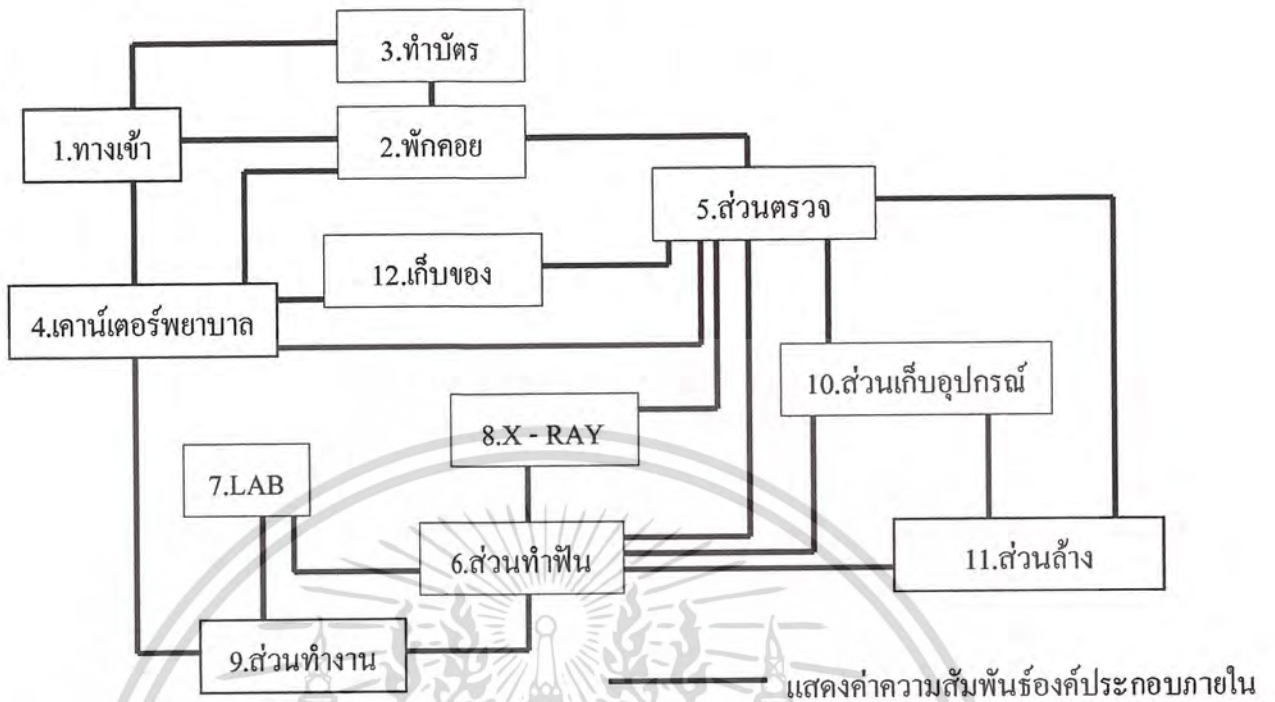 3.ทำบัตร
1.ทางเข้า
2.พักคอย
5.ส่วนตรวจ
12.เก็บของ
4.เคาน์เตอร์พยาบาล
10.ส่วนเก็บอุปกรณ์
8.X - RAY
7.LAB
6.ส่วนทำฟัน
11.ส่วนล้าง
9.ส่วนทำงาน
แสดงค่าความสัมพันธ์องค์ประกอบภายใน